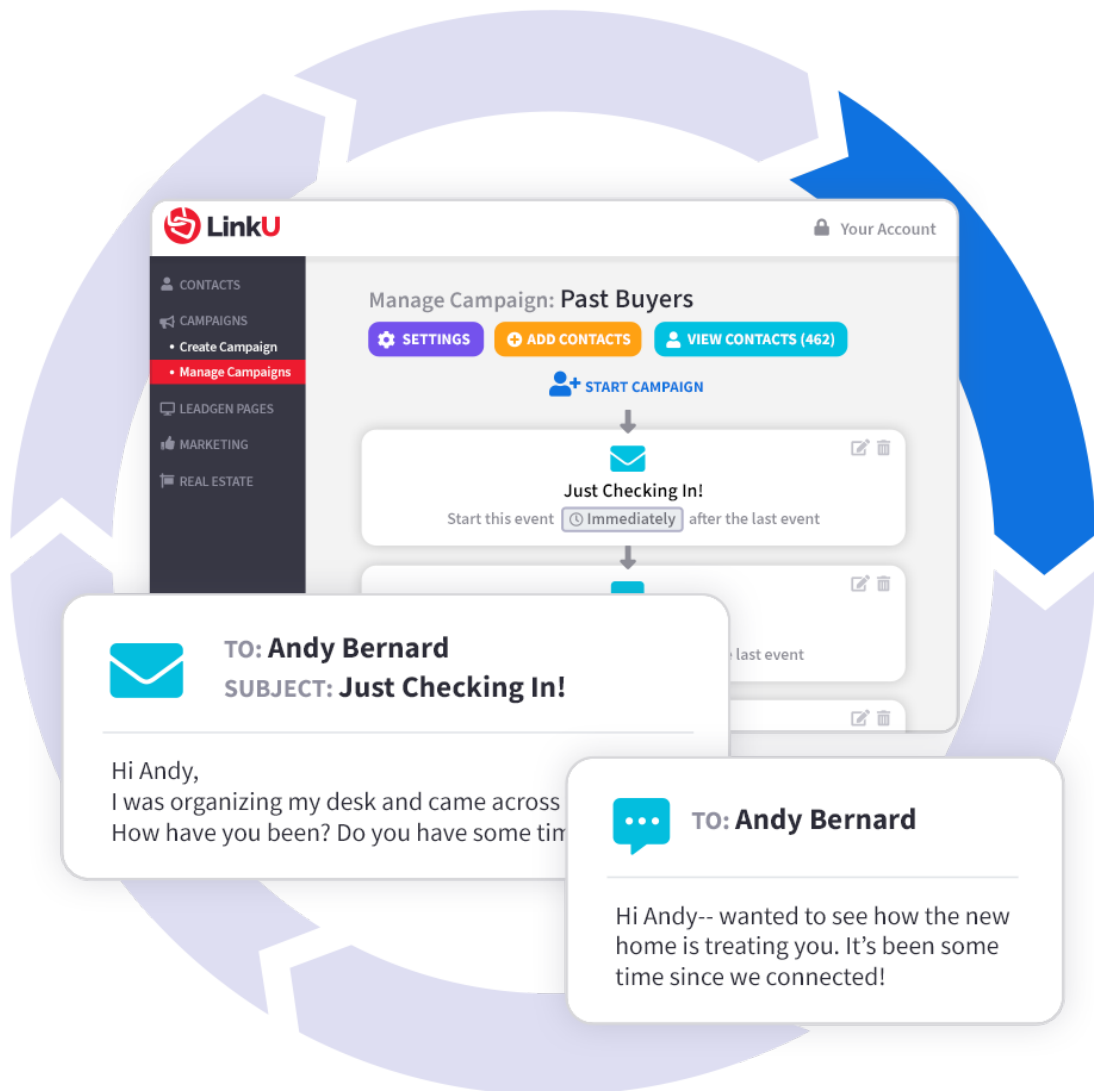 LinkU
Your Account
CONTACTS
CAMPAIGNS
• Create Campaign
• Manage Campaigns
LEADGEN PAGES
MARKETING
REAL ESTATE
Manage Campaign: Past Buyers
SETTINGS
ADD CONTACTS
VIEW CONTACTS (462)
START CAMPAIGN
Just Checking In!
Start this event Immediately after the last event
last event
TO: Andy Bernard
SUBJECT: Just Checking In!
Hi Andy,
I was organizing my desk and came across
How have you been? Do you have some
TO: Andy Bernard
Hi Andy-- wanted to see how the new
home is treating you. It’s been some
time since we connected!